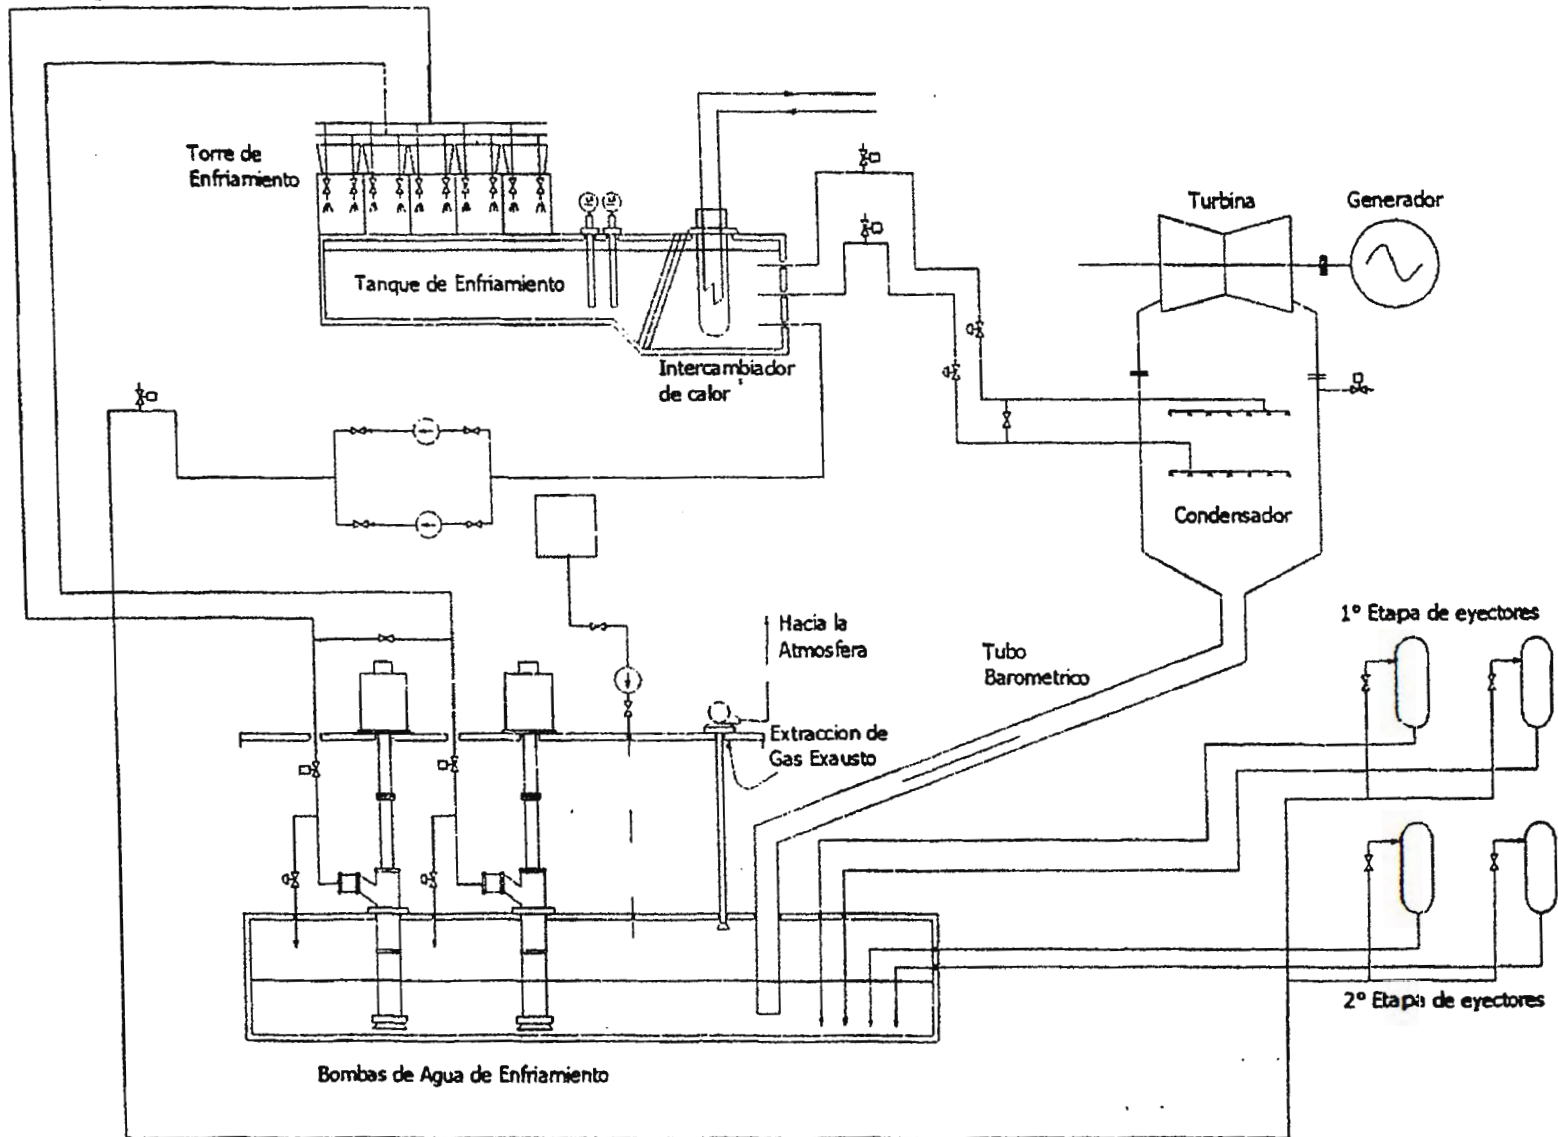 Torre de
Enfriamiento
Turbina
Generador
Tanque de Enfriamiento
Intercambiador
de calor
Condensador
1° Etapa de eyectores
Hacia la
Atmosfera
Tubo
Barometrico
Extraccion de
Gas Exausto
2° Etapa de eyectores
Bombas de Agua de Enfriamiento